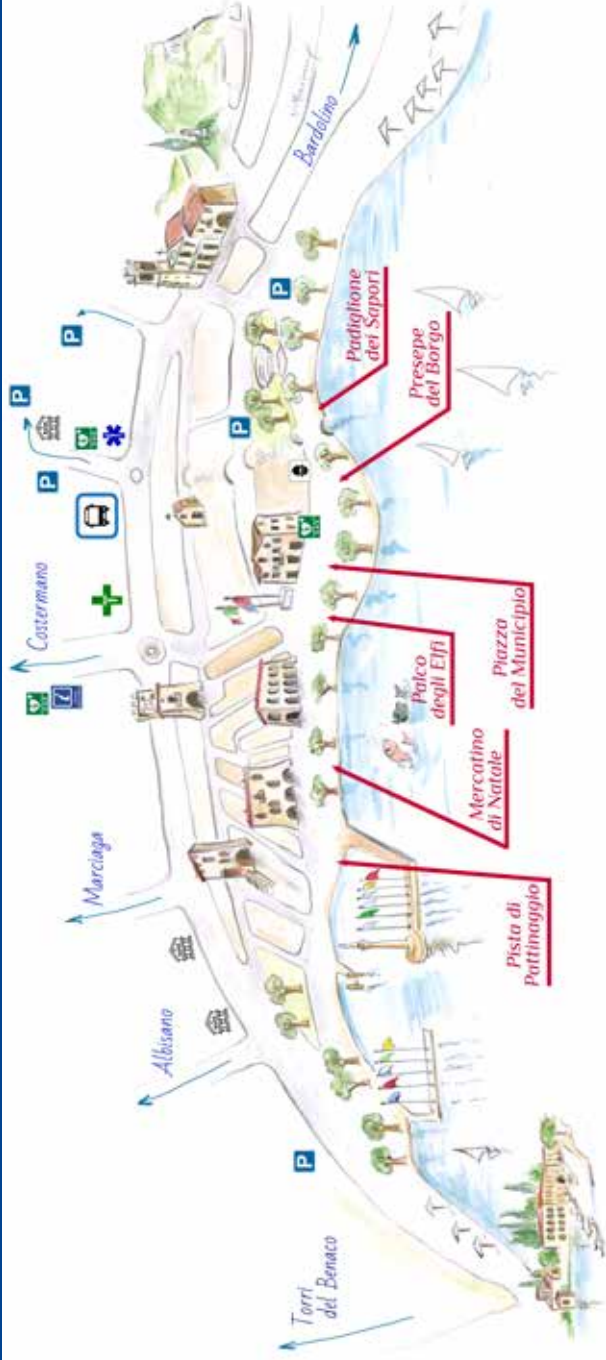 Torri
del Benaco
Albisano
Marciaga
Costermano
Bardolino
P
P
P
P
P
P
i
Pista di
Pattinaggio
Mercatino
di Natale
Palco
degli Elfi
Piazza
del Municipio
Presepe
del Borgo
Padiglione
dei Sapori